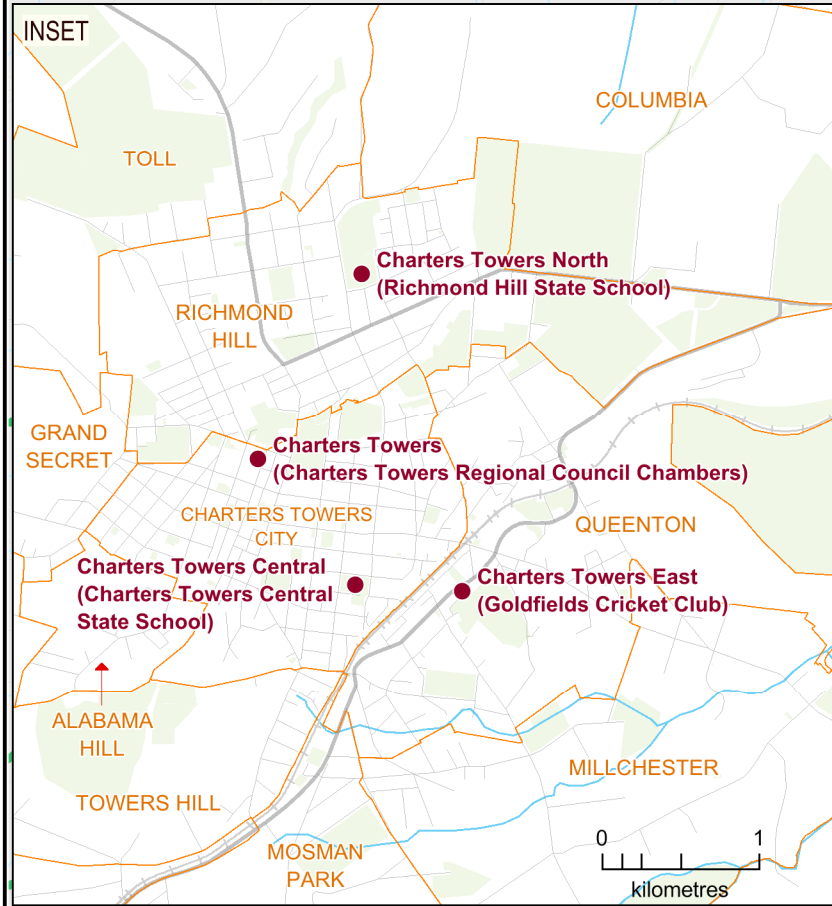 INSET
COLUMBIA
TOLL
Charters Towers North
(Richmond Hill State School)
RICHMOND
HILL
GRAND
SECRET
Charters Towers
(Charters Towers Regional Council Chambers)
CHARTERS TOWERS
CITY
QUEENTON
Charters Towers Central
(Charters Towers Central
State School)
Charters Towers East
(Goldfields Cricket Club)
ALABAMA
HILL
MILLCHESTER
TOWERS HILL
MOSMAN
PARK
0 1
kilometres